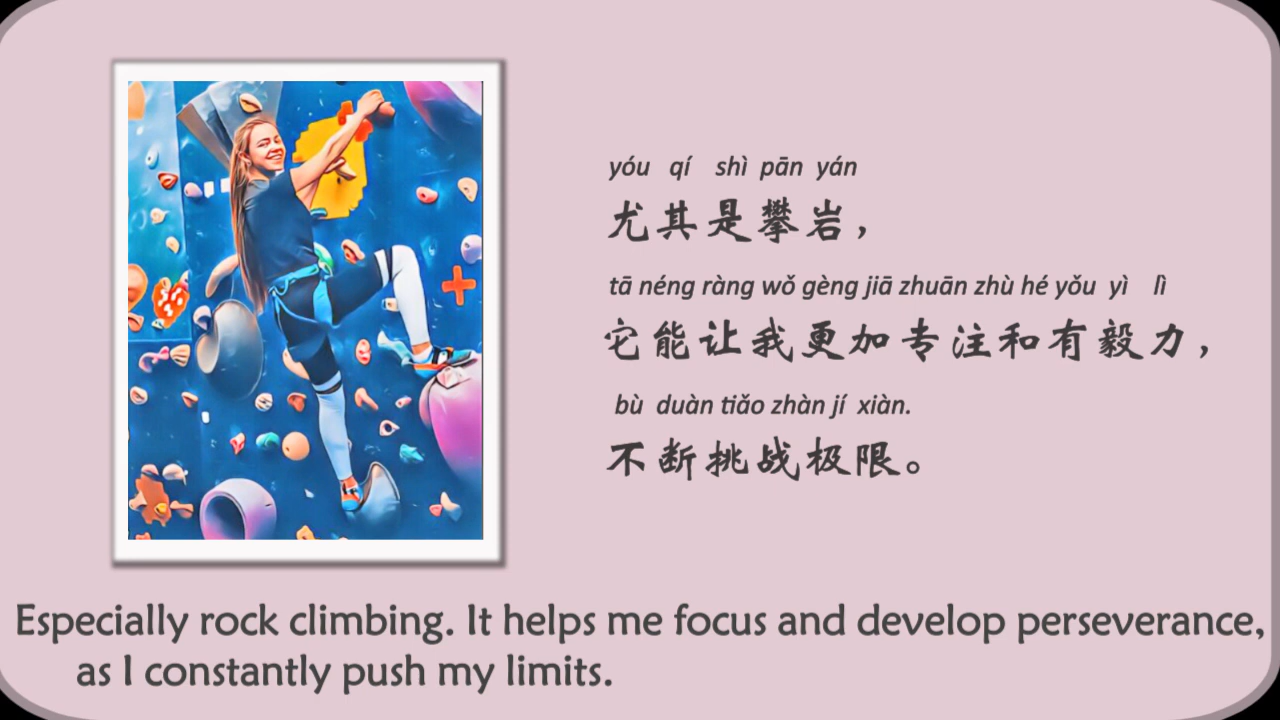 yóu qí shì pān yán
尤其是攀岩，
tā néng ràng wǒ gèng jiā zhuān zhù hé yǒu yì lì
它能让我更加专注和有毅力，
bù duàn tiǎo zhàn jí xiàn.
不断挑战极限。
Especially rock climbing. It helps me focus and develop perseverance,
as I constantly push my limits.